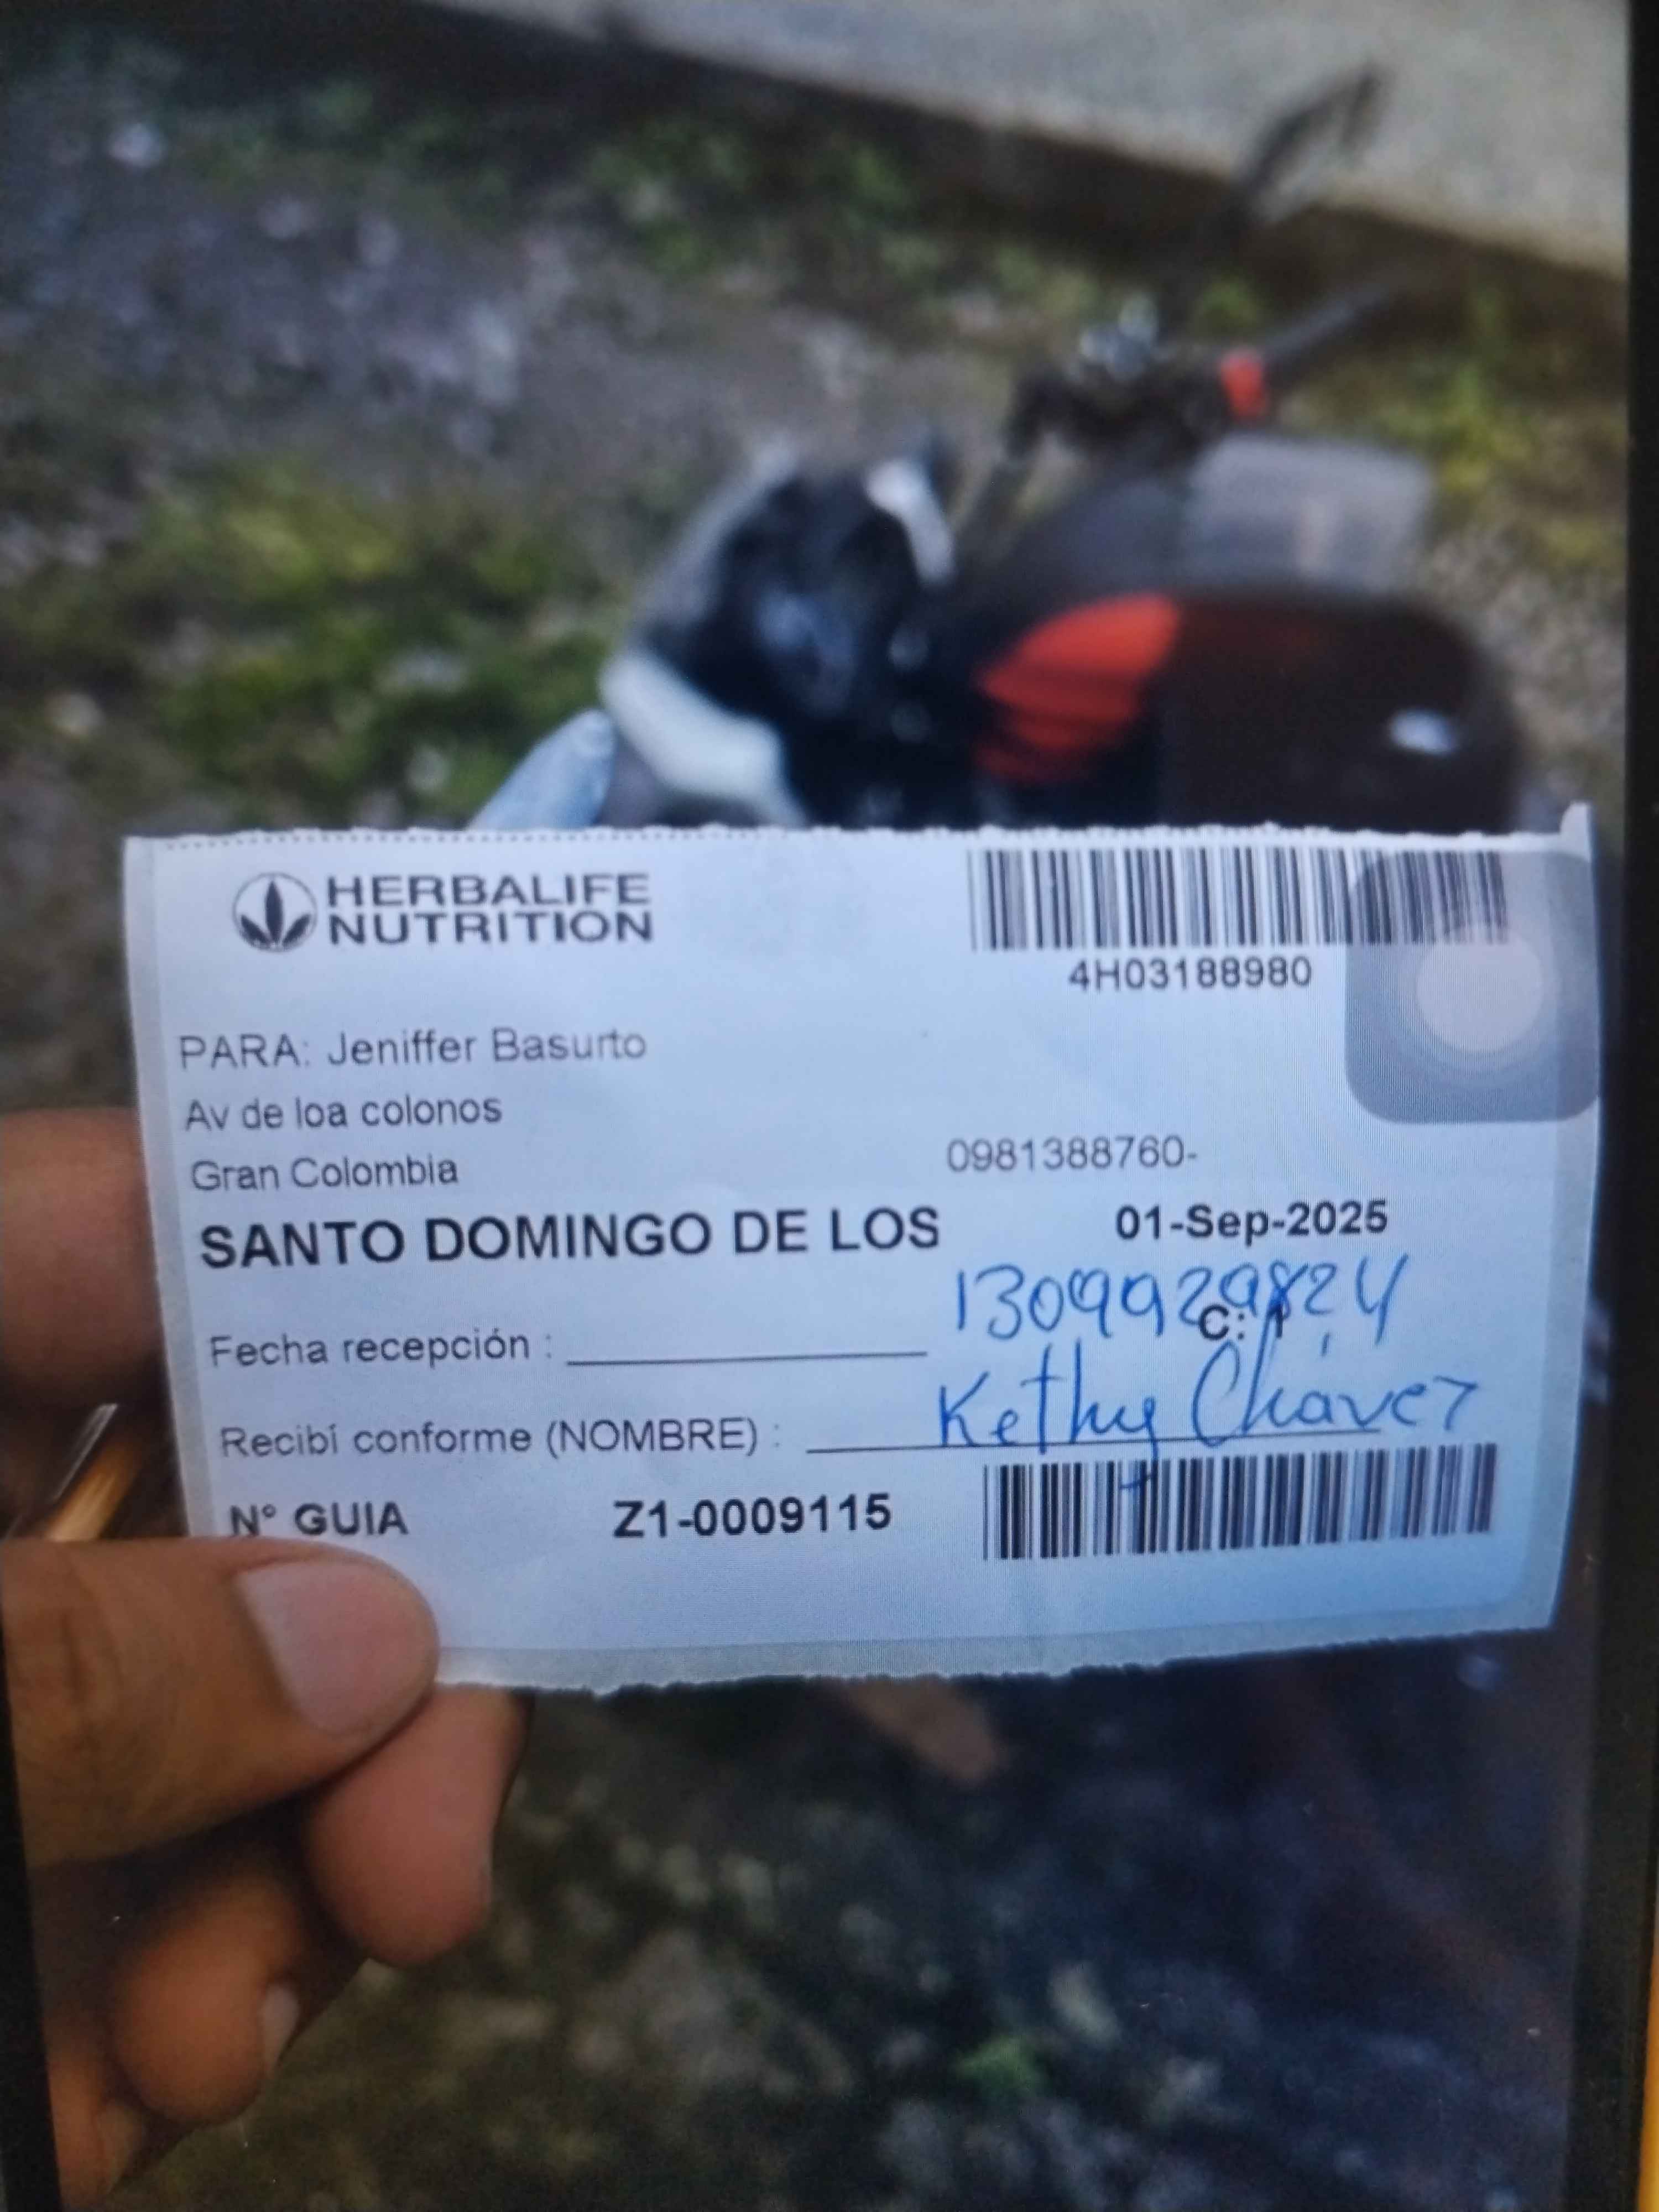 HERBALIFE
NUTRITION
4H03188980
PARA: Jeniffer Basurto
Av de loa colonos
Gran Colombia
0981388760-
SANTO DOMINGO DE LOS
01-Sep-2025
1309929824
C: 1
Fecha recepción :
Recibí conforme (NOMBRE) : Kethy Chávez
N° GUIA Z1-0009115